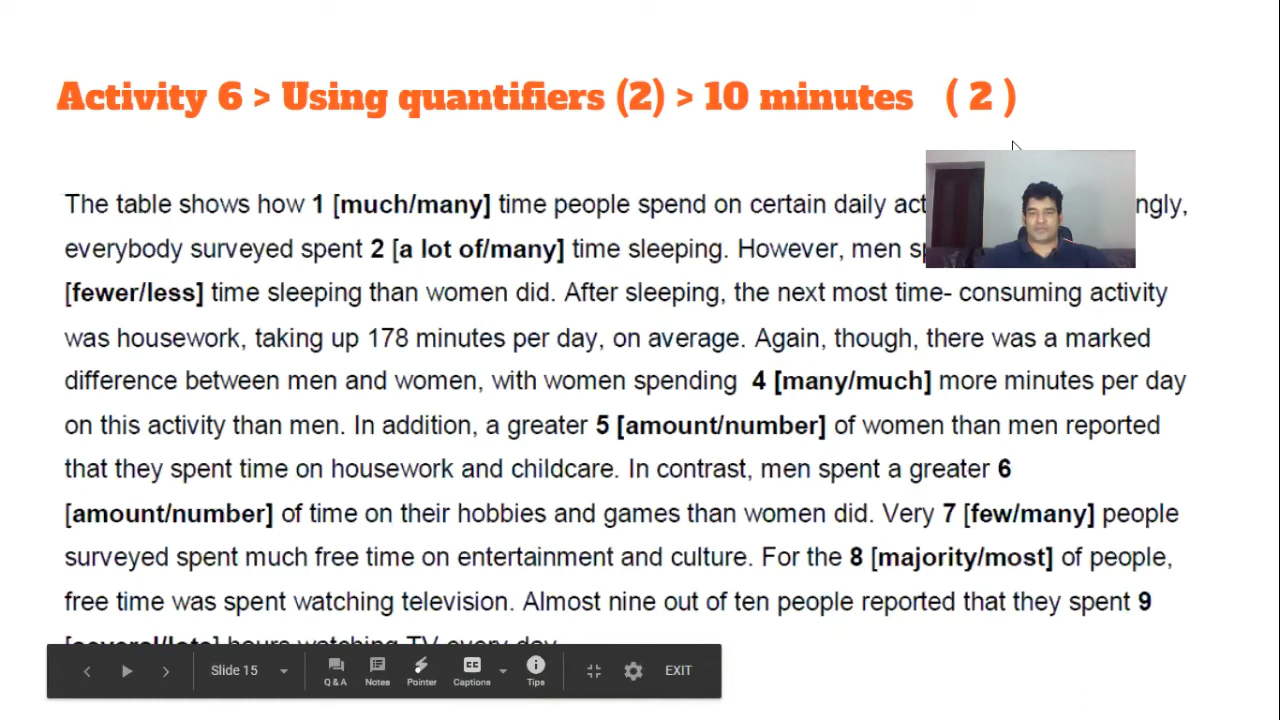 Activity 6 > Using quantifiers (2) > 10 minutes ( 2 )
The table shows how 1 [much/many] time people spend on certain daily act ngly,
everybody surveyed spent 2 [a lot of/many] time sleeping. However, men sp
[fewer/less] time sleeping than women did. After sleeping, the next most time- consuming activity
was housework, taking up 178 minutes per day, on average. Again, though, there was a marked
difference between men and women, with women spending 4 [many/much] more minutes per day
on this activity than men. In addition, a greater 5 [amount/number] of women than men reported
that they spent time on housework and childcare. In contrast, men spent a greater 6
[amount/number] of time on their hobbies and games than women did. Very 7 [few/many] people
surveyed spent much free time on entertainment and culture. For the 8 [majority/most] of people,
free time was spent watching television. Almost nine out of ten people reported that they spent 9
[several/lots] hours watching TV every day
Slide 15 Q & A Notes Pointer Captions Tips EXIT